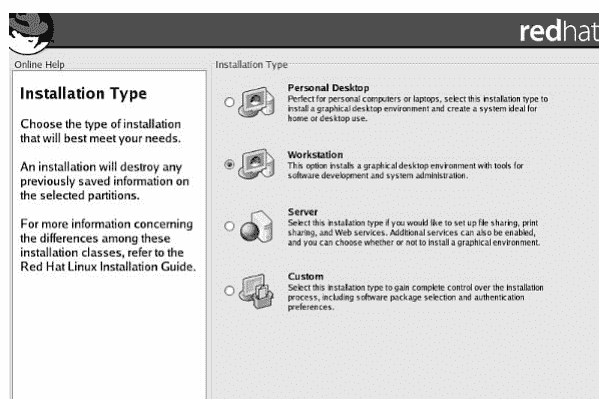 redhat
Online Help
Installation Type
Choose the type of installation
that will best meet your needs.
An installation will destroy any
previously saved information on
the selected partitions.
For more information concerning
the differences among these
installation classes, refer to the
Red Hat Linux Installation Guide.
Installation Type
Personal Desktop
Perfect for personal computers or laptops, select this installation type to
install a graphical desktop environment and create a system ideal for
home or desktop use.
Workstation
This option installs a graphical desktop environment with tools for
software development and system administration.
Server
Select this installation type if you would like to set up file sharing, print
sharing, and Web services. Additional services can also be enabled,
and you can choose whether or not to install a graphical environment.
Custom
Select this installation type to gain complete control over the installation
process, including software package selection and authentication
preferences.